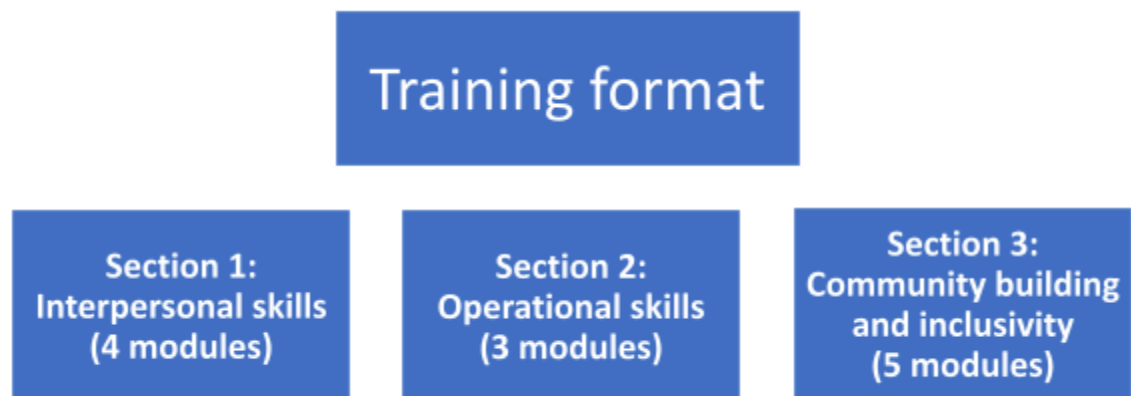 Training format
Section 1:
Interpersonal skills
(4 modules)
Section 2:
Operational skills
(3 modules)
Section 3:
Community building
and inclusivity
(5 modules)